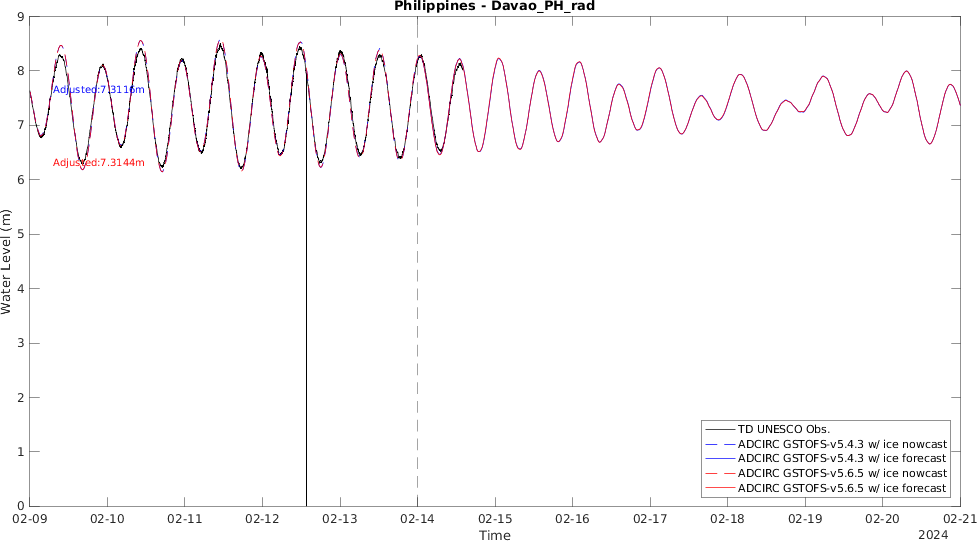 Philippines - Davao_PH_rad
Water Level (m)
9
8
7
6
5
4
3
2
1
0
Adjusted:7.3116m
Adjusted:7.3144m
TD UNESCO Obs.
ADCIRC GSTOFS-v5.4.3 w/ ice nowcast
ADCIRC GSTOFS-v5.4.3 w/ ice forecast
ADCIRC GSTOFS-v5.6.5 w/ ice nowcast
ADCIRC GSTOFS-v5.6.5 w/ ice forecast
02-09 02-10 02-11 02-12 02-13 02-14 02-15 02-16 02-17 02-18 02-19 02-20 02-21
Time
2024